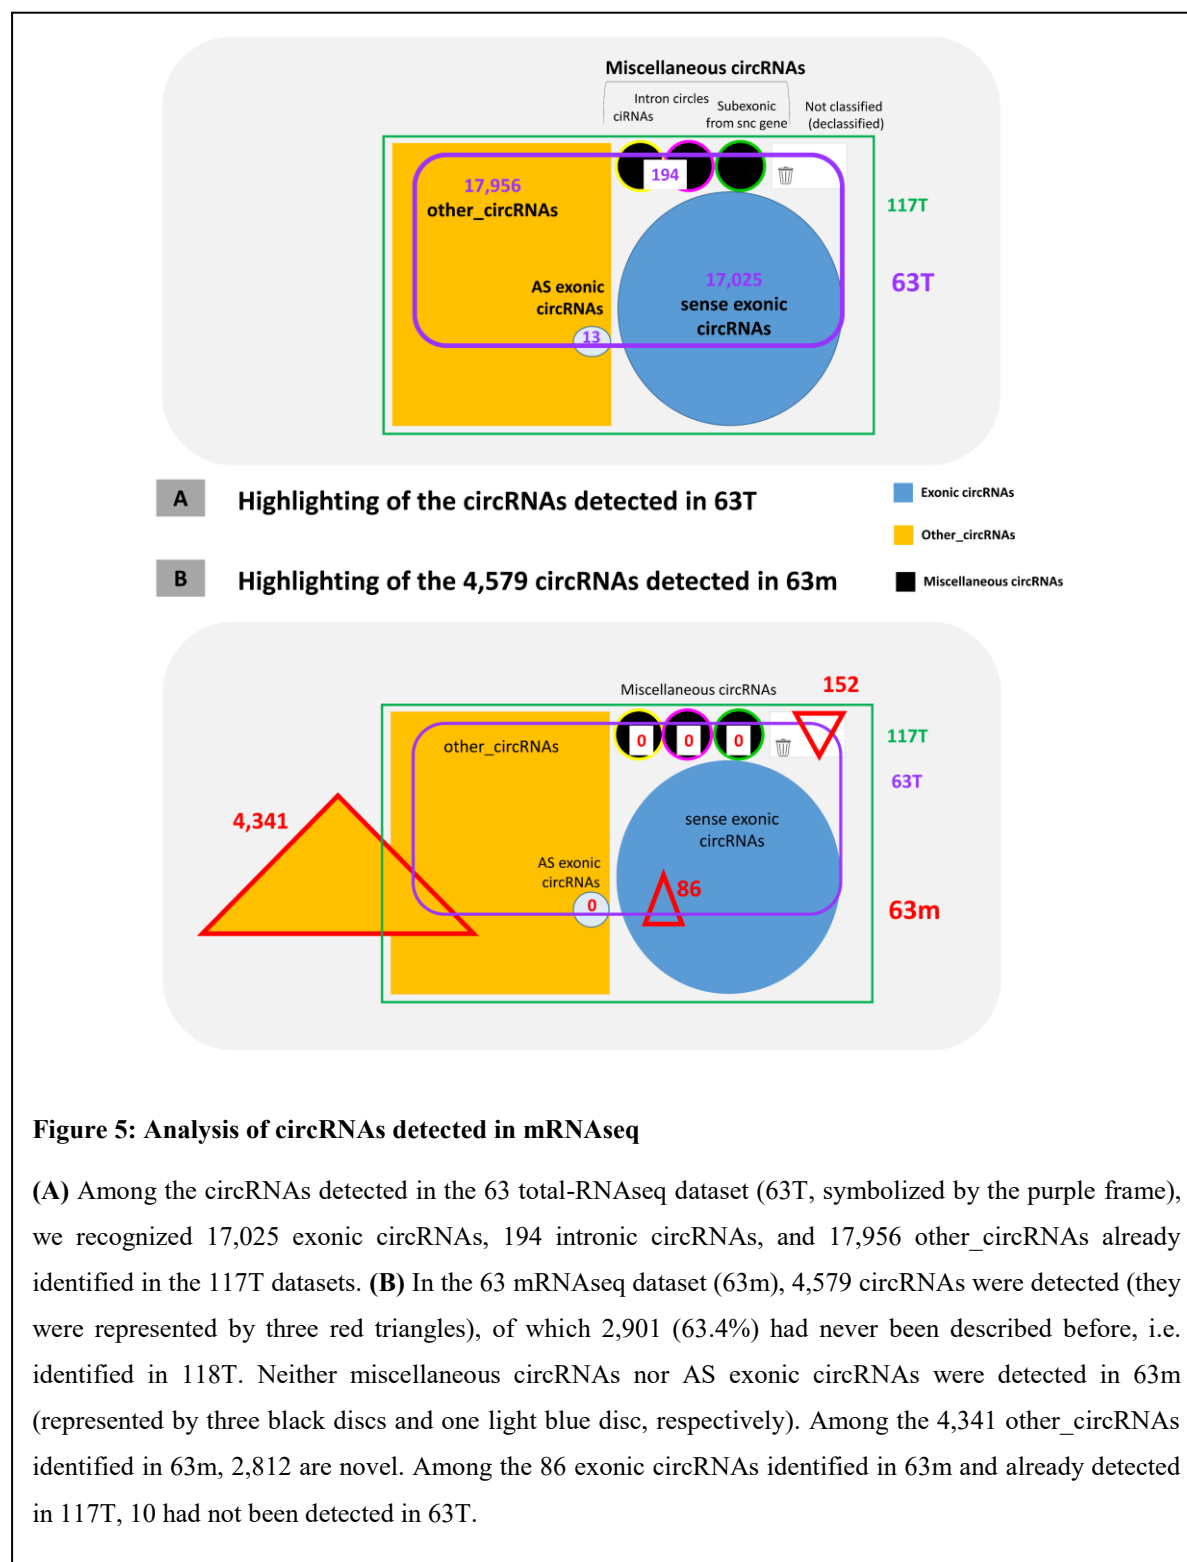 Miscellaneous circRNAs
Intron circles
ciRNAs
Subexonic
from snc gene
Not classified
(declassified)
17,956
other_circRNAs
194
117T
63T
AS exonic
circRNAs
13
17,025
sense exonic
circRNAs
A Highlighting of the circRNAs detected in 63T
Exonic circRNAs
Other_circRNAs
B Highlighting of the 4,579 circRNAs detected in 63m
Miscellaneous circRNAs
Miscellaneous circRNAs
152
other_circRNAs
0 0 0
117T
63T
4,341
sense exonic
circRNAs
AS exonic
circRNAs
0
86
63m
Figure 5: Analysis of circRNAs detected in mRNAseq
(A) Among the circRNAs detected in the 63 total-RNAseq dataset (63T, symbolized by the purple frame),
we recognized 17,025 exonic circRNAs, 194 intronic circRNAs, and 17,956 other_circRNAs already
identified in the 117T datasets. (B) In the 63 mRNAseq dataset (63m), 4,579 circRNAs were detected (they
were represented by three red triangles), of which 2,901 (63.4%) had never been described before, i.e.
identified in 118T. Neither miscellaneous circRNAs nor AS exonic circRNAs were detected in 63m
(represented by three black discs and one light blue disc, respectively). Among the 4,341 other_circRNAs
identified in 63m, 2,812 are novel. Among the 86 exonic circRNAs identified in 63m and already detected
in 117T, 10 had not been detected in 63T.